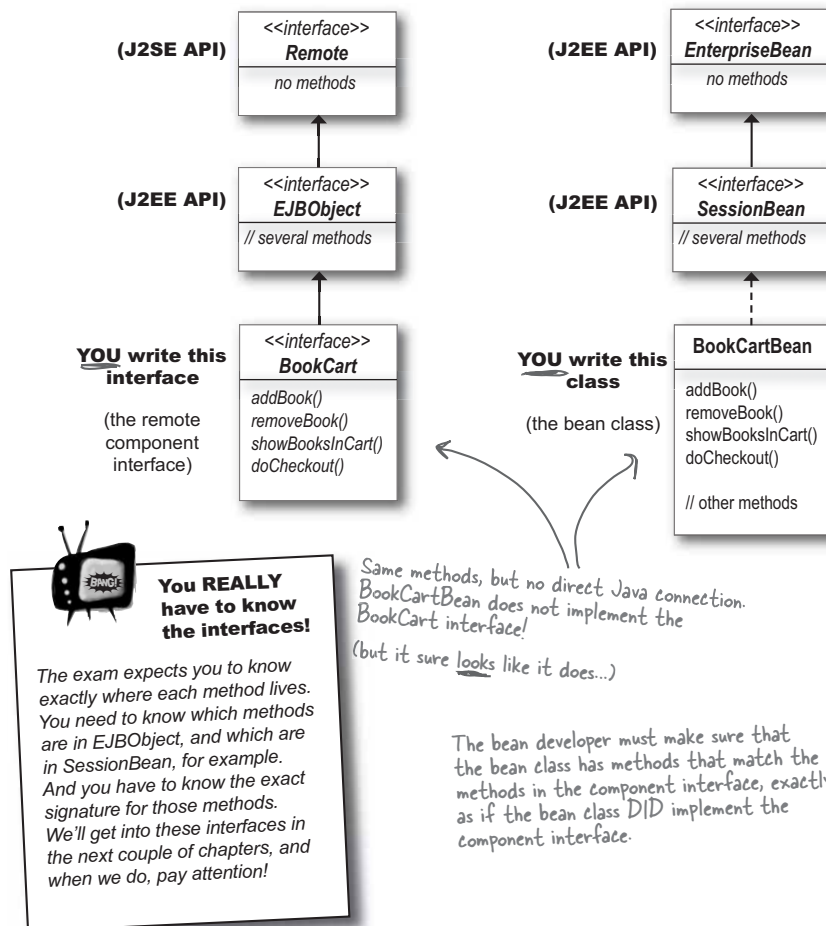 (J2SE API)
<<interface>>
Remote
no methods
(J2EE API)
<<interface>>
EJBObject
// several methods
YOU write this
interface
(the remote
component
interface)
<<interface>>
BookCart
addBook()
removeBook()
showBooksInCart()
doCheckout()
(J2EE API)
<<interface>>
EnterpriseBean
no methods
(J2EE API)
<<interface>>
SessionBean
// several methods
YOU write this
class
(the bean class)
BookCartBean
addBook()
removeBook()
showBooksInCart()
doCheckout()
// other methods
BANG!
You REALLY
have to know
the interfaces!
The exam expects you to know
exactly where each method lives.
You need to know which methods
are in EJBObject, and which are
in SessionBean, for example.
And you have to know the exact
signature for those methods.
We'll get into these interfaces in
the next couple of chapters, and
when we do, pay attention!
Same methods, but no direct Java connection.
BookCartBean does not implement the
BookCart interface!
(but it sure looks like it does...)
The bean developer must make sure that
the bean class has methods that match the
methods in the component interface, exactly
as if the bean class DID implement the
component interface.